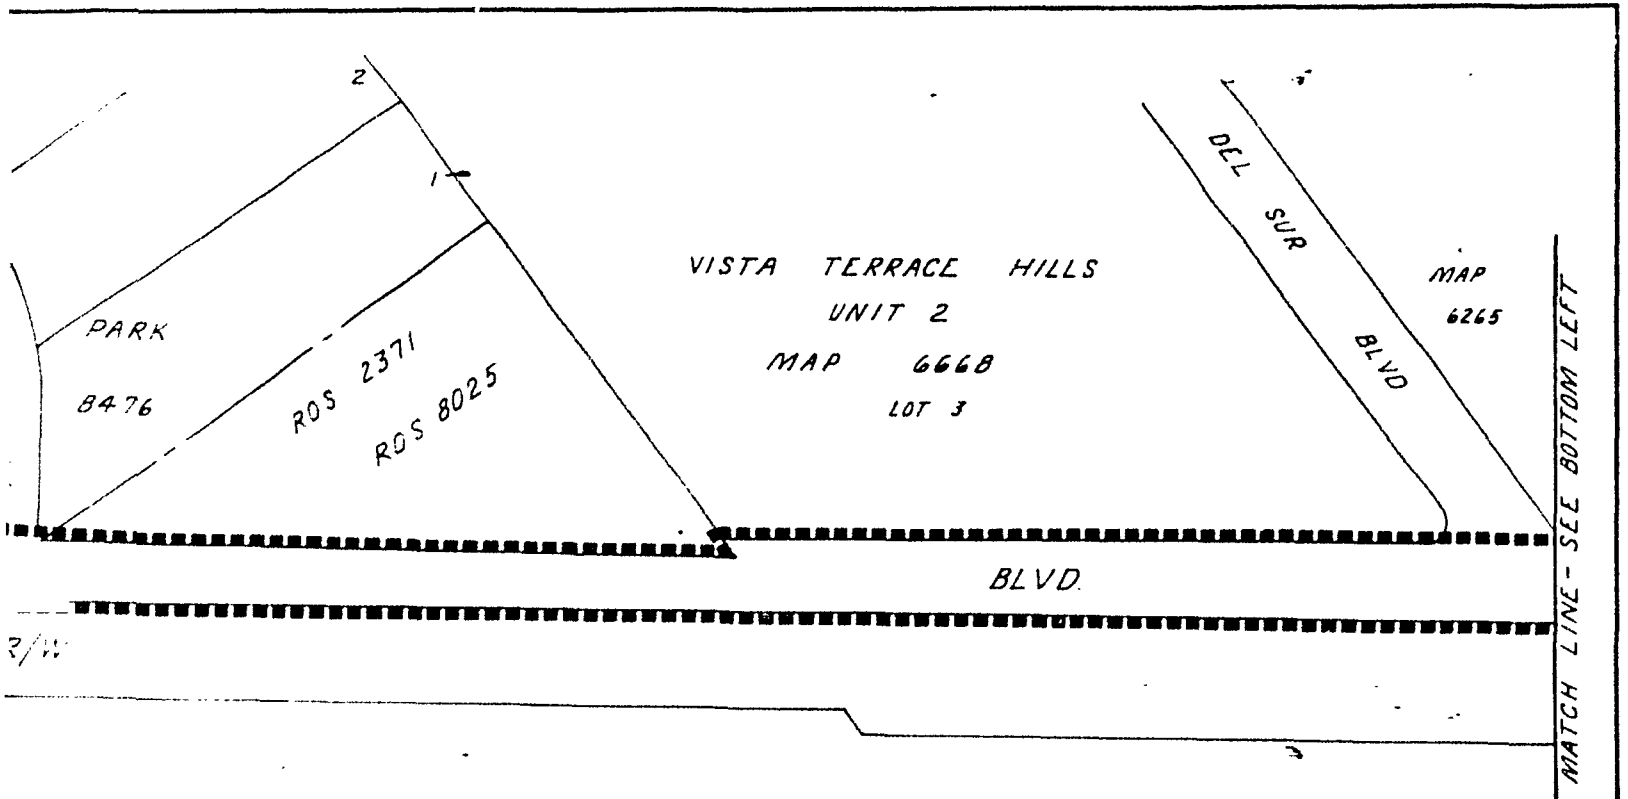 2
1
PARK
8476
ROS 2371
ROS 8025
VISTA TERRACE HILLS
UNIT 2
MAP 6668
LOT 3
DEL SUR BLVD
MAP
6265
BLVD.
R/W
MATCH LINE - SEE BOTTOM LEFT